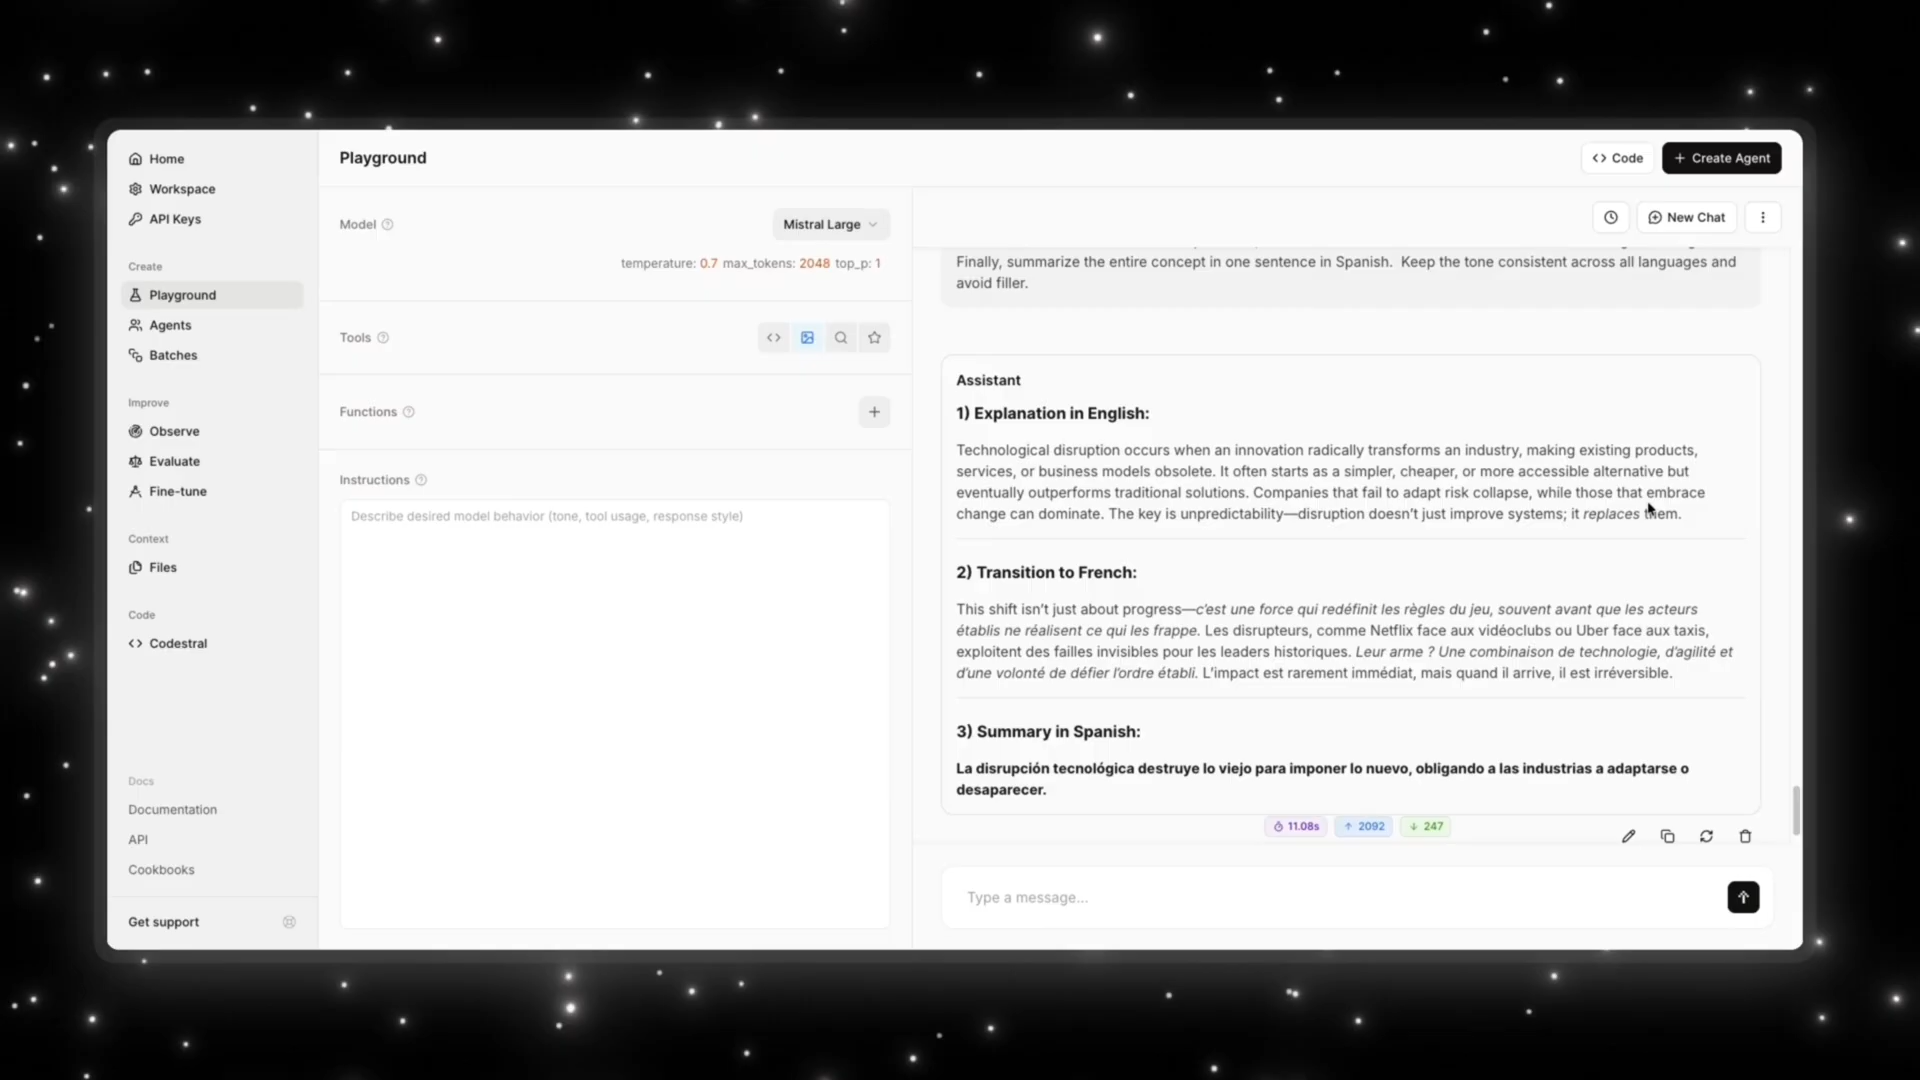 Home
Workspace
API Keys
Create
Playground
Agents
Batches
Improve
Observe
Evaluate
Fine-tune
Context
Files
Code
Codestral
Docs
Documentation
API
Cookbooks
Get support
Playground
Code
Create Agent
Model
Mistral Large
temperature: 0.7 max_tokens: 2048 top_p: 1
Tools
Functions
Instructions
Describe desired model behavior (tone, tool usage, response style)
New Chat
Finally, summarize the entire concept in one sentence in Spanish.  Keep the tone consistent across all languages and
avoid filler.
Assistant
1) Explanation in English:
Technological disruption occurs when an innovation radically transforms an industry, making existing products,
services, or business models obsolete. It often starts as a simpler, cheaper, or more accessible alternative but
eventually outperforms traditional solutions. Companies that fail to adapt risk collapse, while those that embrace
change can dominate. The key is unpredictability—disruption doesn't just improve systems; it replaces them.
2) Transition to French:
This shift isn't just about progress—c'est une force qui redéfinit les règles du jeu, souvent avant que les acteurs
établis ne réalisent ce qui les frappe. Les disrupteurs, comme Netflix face aux vidéoclubs ou Uber face aux taxis,
exploitent des failles invisibles pour les leaders historiques. Leur arme ? Une combinaison de technologie, d'agilité et
d'une volonté de défier l'ordre établi. L'impact est rarement immédiat, mais quand il arrive, il est irréversible.
3) Summary in Spanish:
La disrupción tecnológica destruye lo viejo para imponer lo nuevo, obligando a las industrias a adaptarse o
desaparecer.
11.08s
2092
247
Type a message...